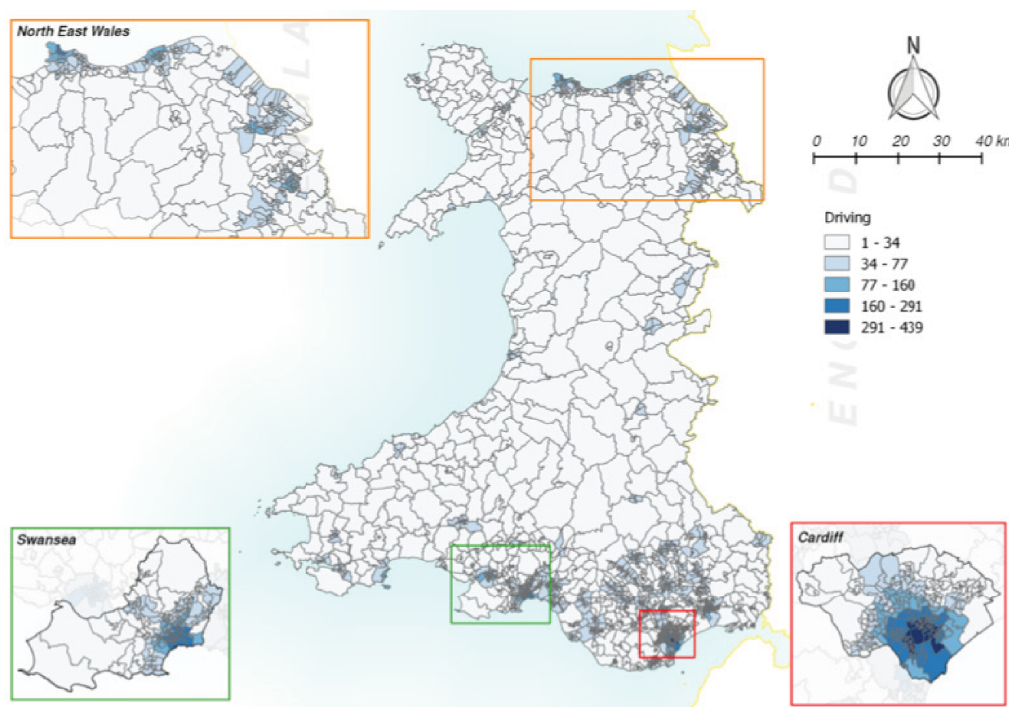 North East Wales
N
0 10 20 30 40 km
Driving
1 - 34
34 - 77
77 - 160
160 - 291
291 - 439
Swansea
Cardiff